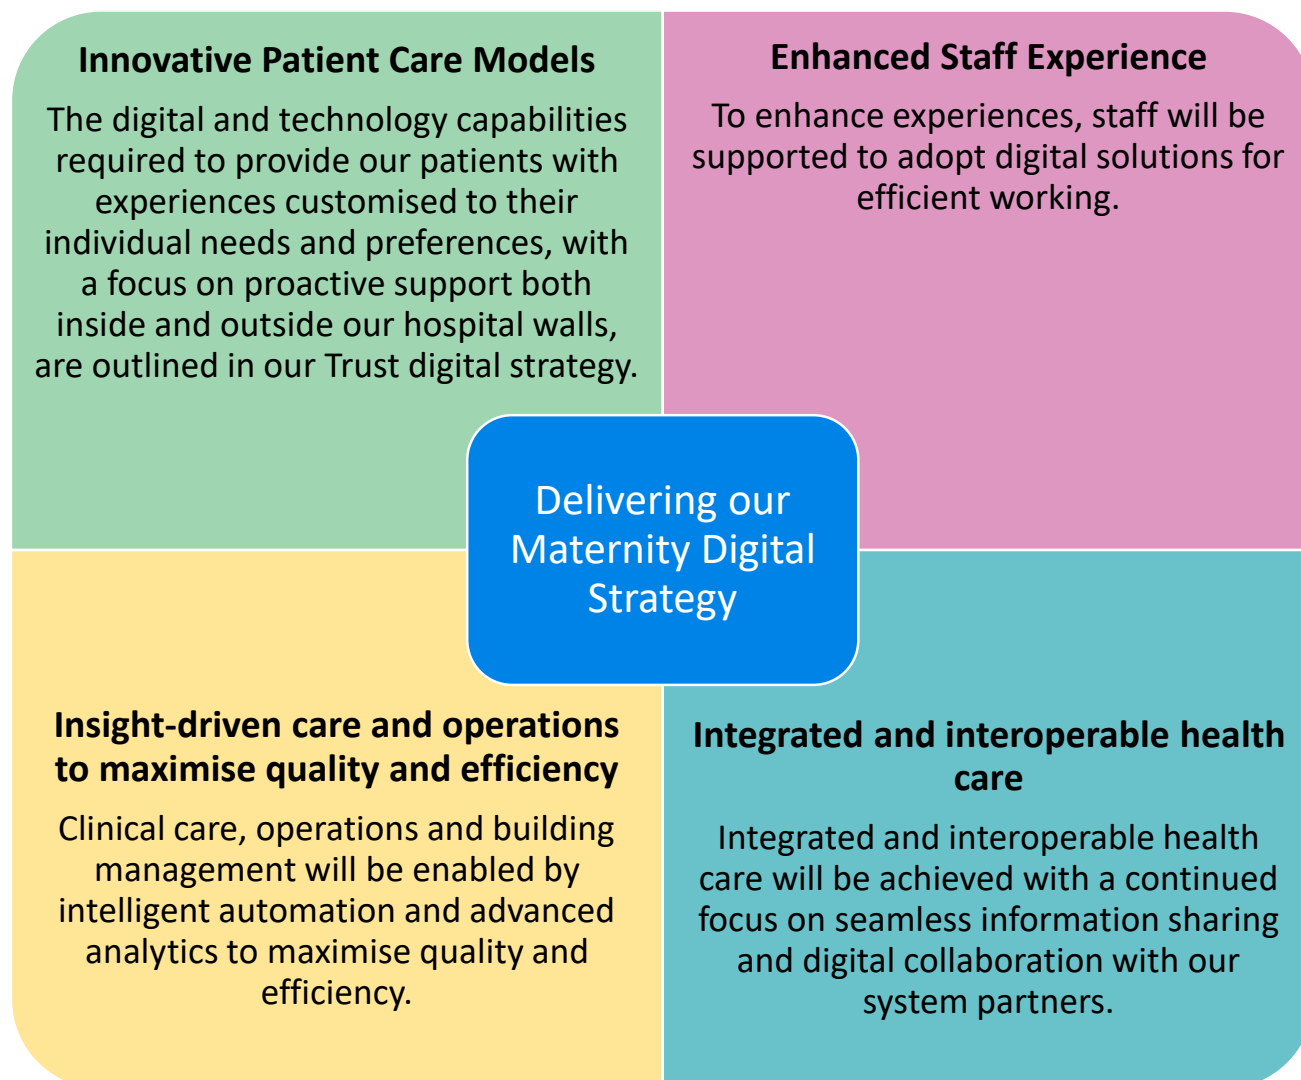 Innovative Patient Care Models
The digital and technology capabilities
required to provide our patients with
experiences customised to their
individual needs and preferences, with
a focus on proactive support both
inside and outside our hospital walls,
are outlined in our Trust digital strategy.
Enhanced Staff Experience
To enhance experiences, staff will be
supported to adopt digital solutions for
efficient working.
Delivering our
Maternity Digital
Strategy
Insight-driven care and operations
to maximise quality and efficiency
Clinical care, operations and building
management will be enabled by
intelligent automation and advanced
analytics to maximise quality and
efficiency.
Integrated and interoperable health
care
Integrated and interoperable health
care will be achieved with a continued
focus on seamless information sharing
and digital collaboration with our
system partners.